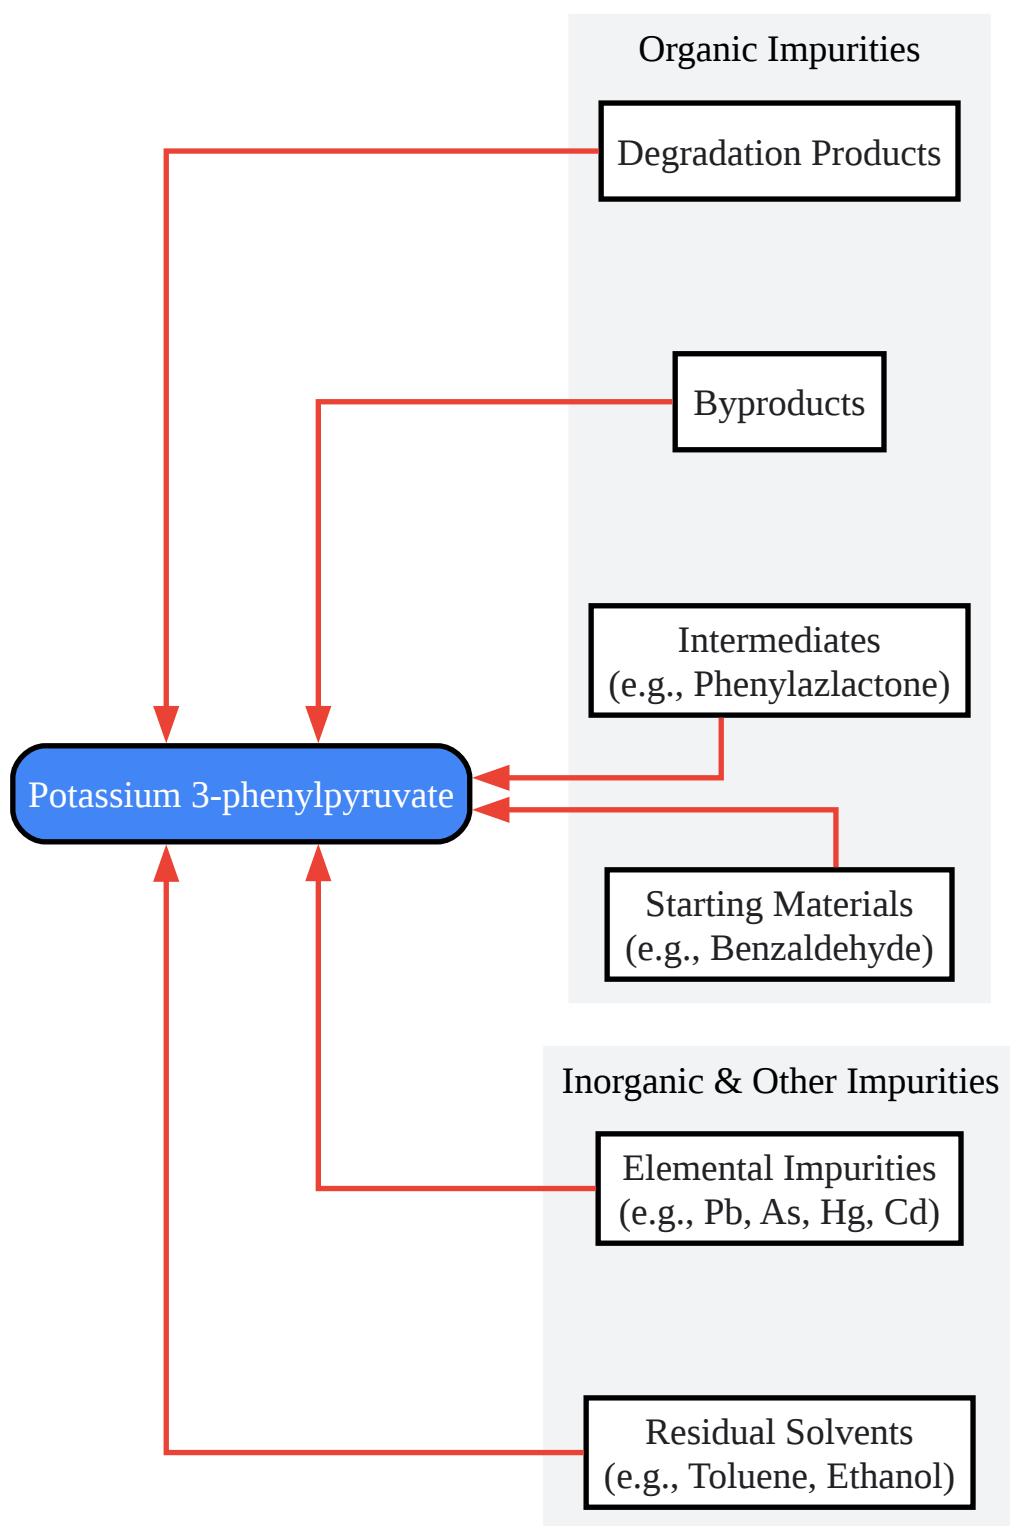 Organic Impurities
Degradation Products
Byproducts
Intermediates
(e.g., Phenylazlactone)
Potassium 3-phenylpyruvate
Starting Materials
(e.g., Benzaldehyde)
Inorganic & Other Impurities
Elemental Impurities
(e.g., Pb, As, Hg, Cd)
Residual Solvents
(e.g., Toluene, Ethanol)